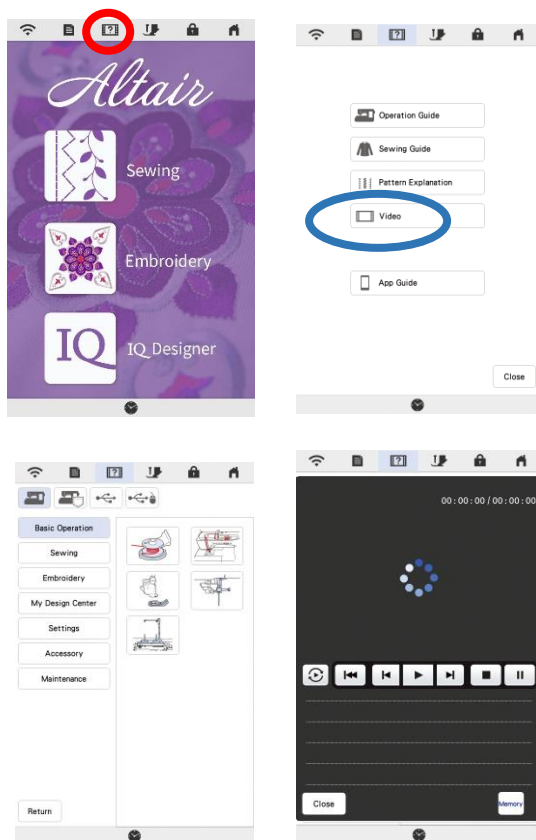 Altair
Sewing
Embroidery
IQ
IQ Designer
?
Operation Guide
Sewing Guide
Pattern Explanation
Video
App Guide
Close
?
Basic Operation
Sewing
Embroidery
My Design Center
Settings
Accessory
Maintenance
Return
?
00:00:00/00:00:00
Close
Memory